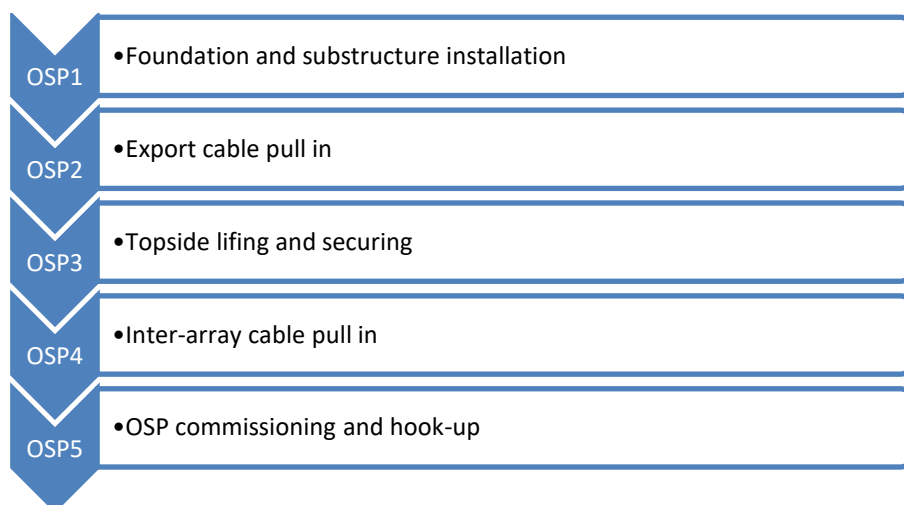 OSP1
•Foundation and substructure installation
OSP2
•Export cable pull in
OSP3
•Topside lifing and securing
OSP4
•Inter-array cable pull in
OSP5
•OSP commissioning and hook-up